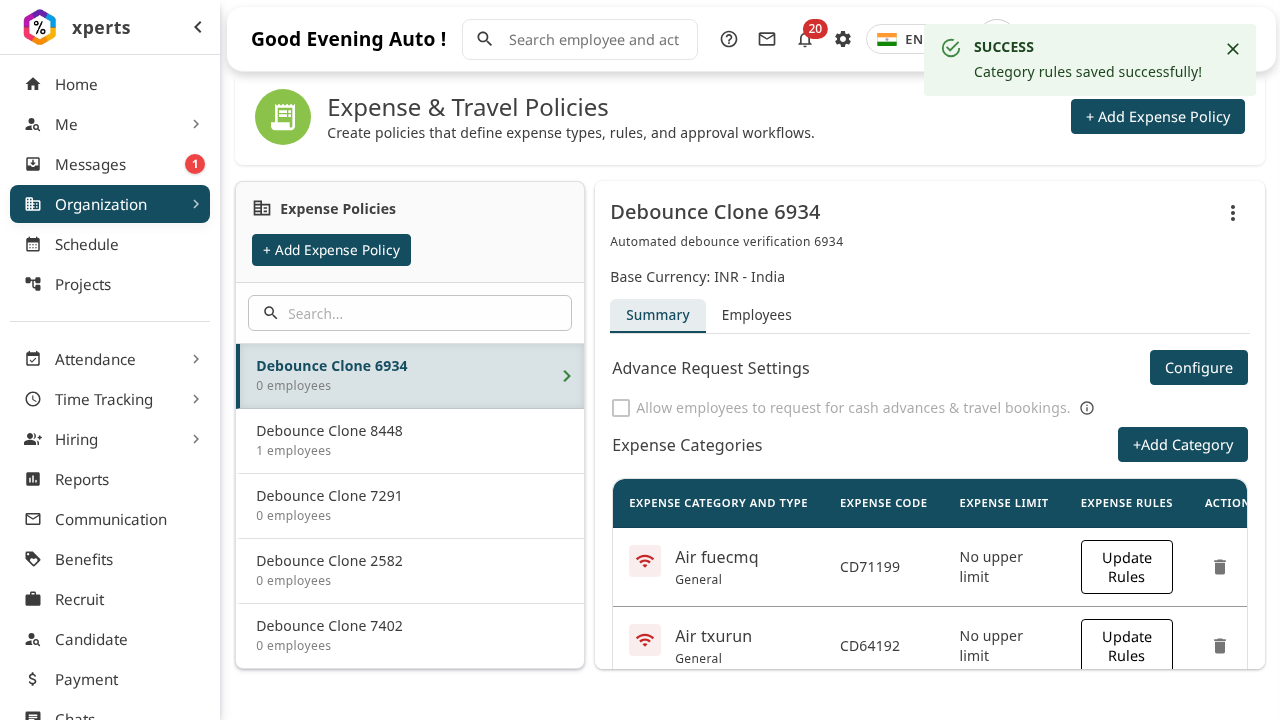 xperts
Home
Me
Messages
1
Organization
Schedule
Projects
Attendance
Time Tracking
Hiring
Reports
Communication
Benefits
Recruit
Candidate
Payment
Chats
Good Evening Auto !
Search employee and act
20
EN
SUCCESS
Category rules saved successfully!
Expense & Travel Policies
Create policies that define expense types, rules, and approval workflows.
+ Add Expense Policy
Expense Policies
+ Add Expense Policy
Search...
Debounce Clone 6934
0 employees
Debounce Clone 8448
1 employees
Debounce Clone 7291
0 employees
Debounce Clone 2582
0 employees
Debounce Clone 7402
0 employees
Debounce Clone 6934
Automated debounce verification 6934
Base Currency: INR - India
Summary Employees
Advance Request Settings
Configure
Allow employees to request for cash advances & travel bookings.
Expense Categories
+Add Category
EXPENSE CATEGORY AND TYPE EXPENSE CODE EXPENSE LIMIT EXPENSE RULES ACTION
Air fuecmq
General
CD71199
No upper
limit
Update
Rules
Air txurun
General
CD64192
No upper
limit
Update
Rules